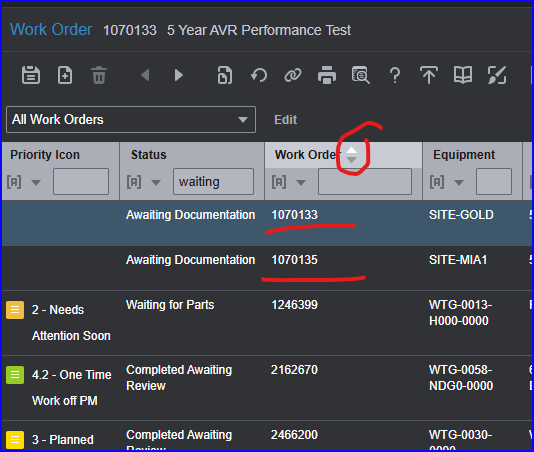 Work Order 1070133 5 Year AVR Performance Test
?
All Work Orders Edit
Priority Icon Status Work Order Equipment
[A] [A] waiting [A] [A]
Awaiting Documentation 1070133 SITE-GOLD
Awaiting Documentation 1070135 SITE-MIA1
2 - Needs Waiting for Parts 1246399 WTG-0013-
Attention Soon H000-0000
4.2 - One Time Completed Awaiting 2162670 WTG-0058-
Work off PM Review NDG0-0000
3 - Planned Completed Awaiting 2466200 WTG-0030-
Review 0000